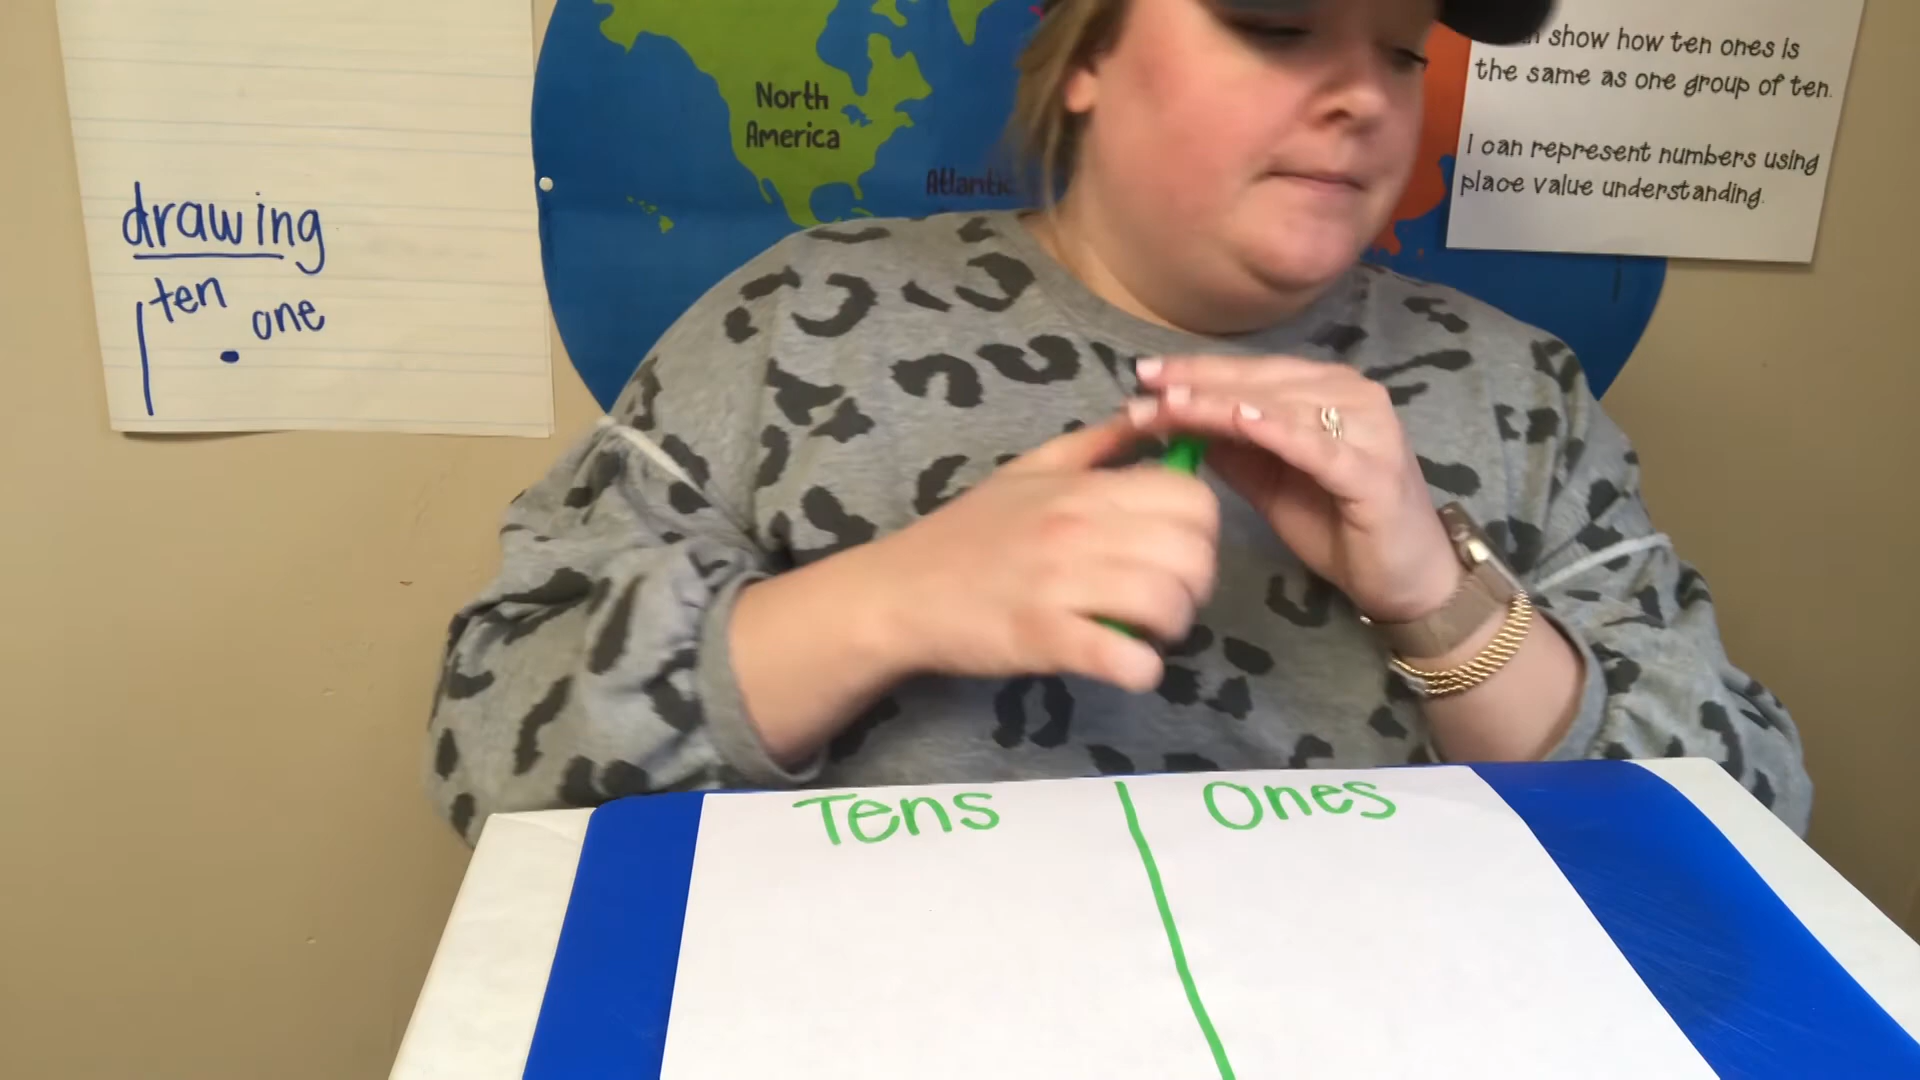 drawing
ten
one
North
America
Atlantic
show how ten ones is
the same as one group of ten.
I can represent numbers using
place value understanding.
Tens
Ones